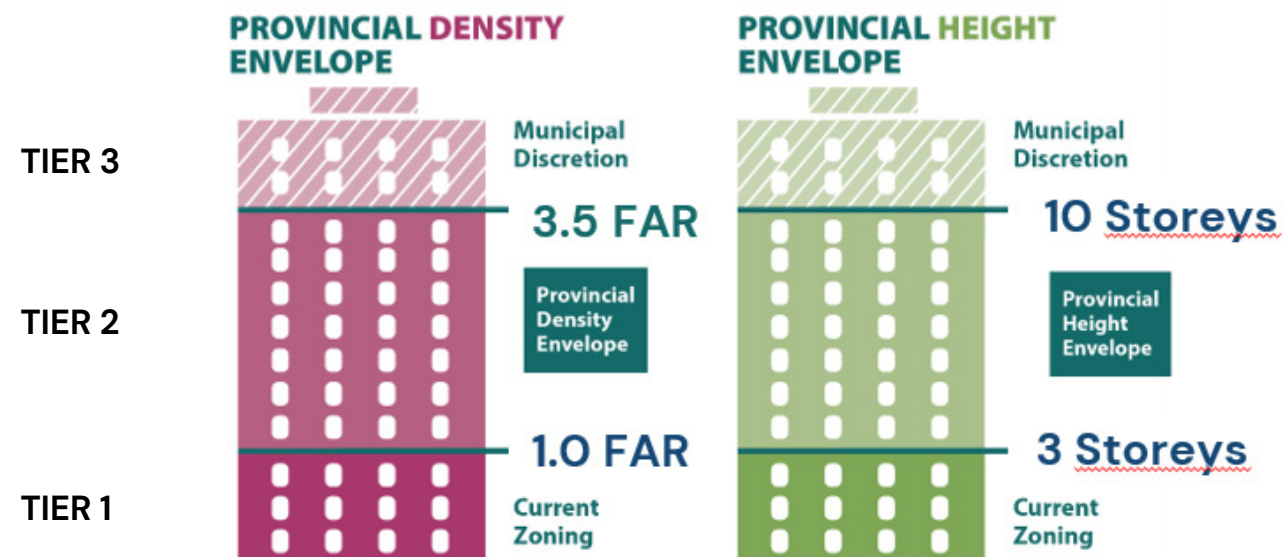 PROVINCIAL DENSITY
ENVELOPE
PROVINCIAL HEIGHT
ENVELOPE
TIER 3
Municipal
Discretion
Municipal
Discretion
3.5 FAR
10 Storeys
TIER 2
Provincial
Density
Envelope
Provincial
Height
Envelope
1.0 FAR
3 Storeys
TIER 1
Current
Zoning
Current
Zoning